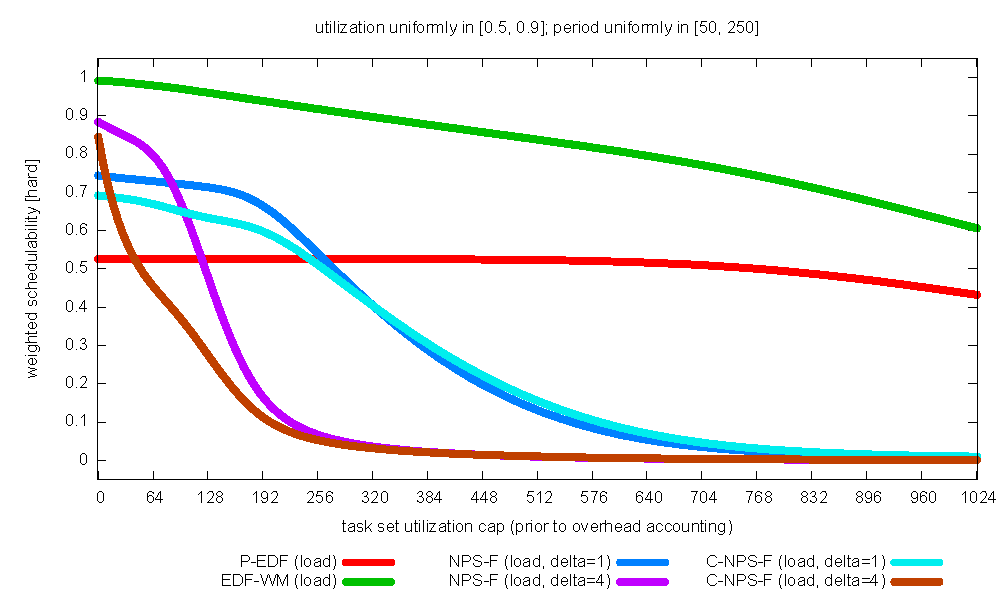 utilization uniformly in [0.5, 0.9]; period uniformly in [50, 250]
1
0.9
0.8
0.7
0.6
0.5
0.4
0.3
0.2
0.1
0
weighted schedulability [hard]
0 64 128 192 256 320 384 448 512 576 640 704 768 832 896 960 1024
task set utilization cap (prior to overhead accounting)
P-EDF (load) NPS-F (load, delta=1) C-NPS-F (load, delta=1)
EDF-WM (load) NPS-F (load, delta=4) C-NPS-F (load, delta=4)